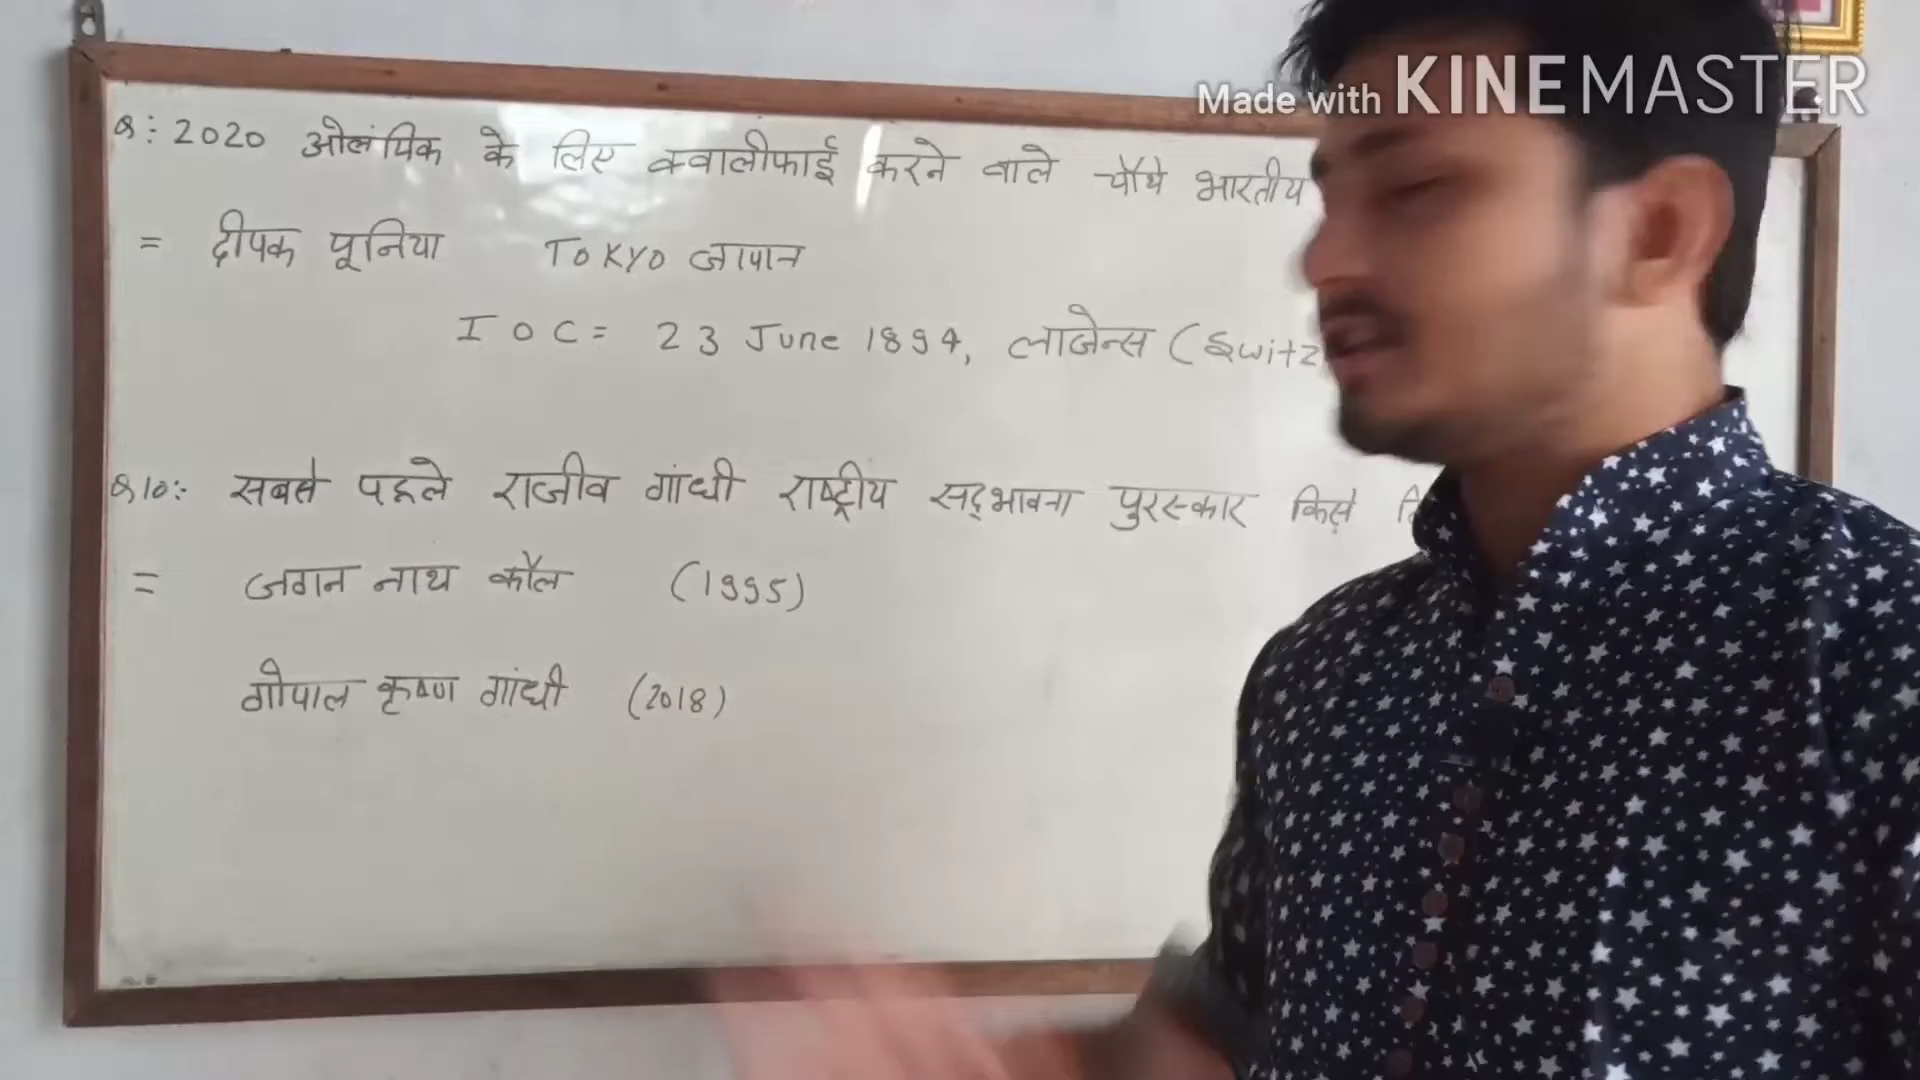 Made with KINEMASTER
Q: 2020 ओलंपिक के लिए क्वालीफाई करने वाले चौथे भारतीय
= दीपक पूनिया TOKYO जापान
IOC = 23 June 1894, लाजेन्स (Switz
Q10:- सबसे पहले राजीव गांधी राष्ट्रीय सद्भावना पुरस्कार किसे
= जगन नाथ कौल (1995)
गोपाल कृष्ण गांधी (2018)